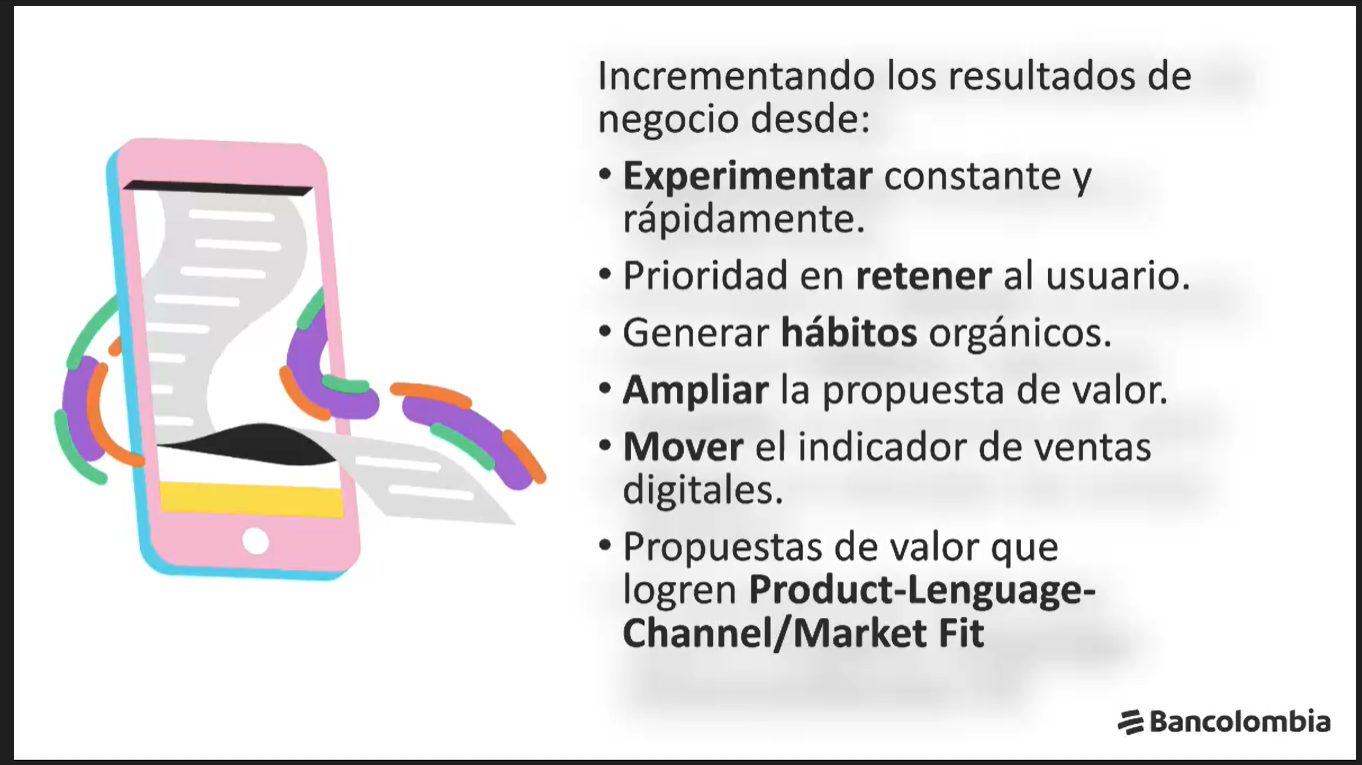 Incrementando los resultados de
negocio desde:
• Experimentar constante y
rápidamente.
• Prioridad en retener al usuario.
• Generar hábitos orgánicos.
• Ampliar la propuesta de valor.
• Mover el indicador de ventas
digitales.
• Propuestas de valor que
logren Product-Lenguage-
Channel/Market Fit
Bancolombia